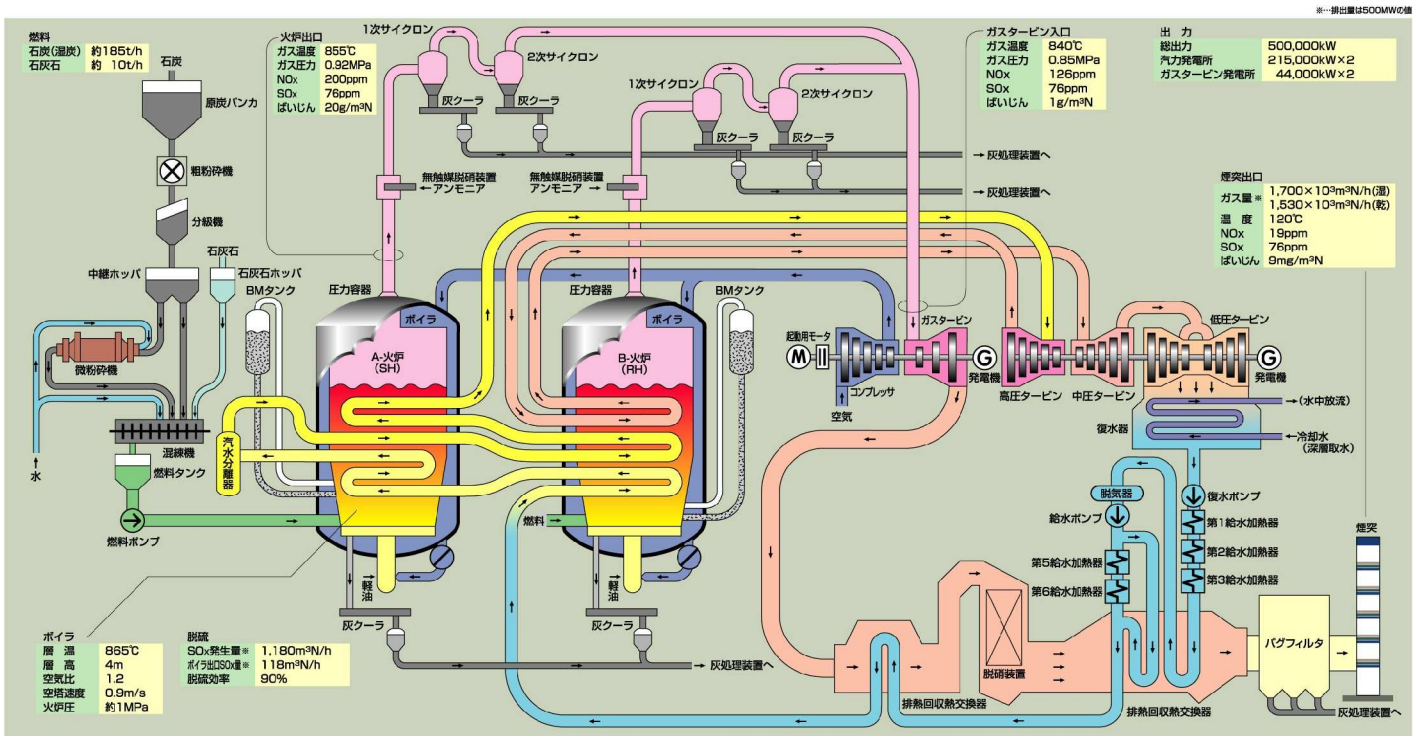 ※…排出量は500MWの値
燃料
石炭(湿炭) 約185t/h
石灰石 約 10t/h
火炉出口
ガス温度 855℃
ガス圧力 0.92MPa
NOx 200ppm
SOx 76ppm
ばいじん 20g/m³N
ガスタービン入口
ガス温度 840℃
ガス圧力 0.85MPa
NOx 126ppm
SOx 76ppm
ばいじん 1g/m³N
出 力
総出力 500,000kW
汽力発電所 215,000kW×2
ガスタービン発電所 44,000kW×2
煙突出口
ガス量※ 1,700×10³m³N/h(湿)
1,530×10³m³N/h(乾)
温 度 120℃
NOx 19ppm
SOx 76ppm
ばいじん 9mg/m³N
石炭
原炭バンカ
粗粉砕機
分級機
中継ホッパ
石灰石
石灰石ホッパ
微粉砕機
混練機
水
燃料タンク
燃料ポンプ
BMタンク
汽水分離器
1次サイクロン
2次サイクロン
灰クーラ
灰クーラ
→灰処理装置へ
1次サイクロン
2次サイクロン
灰クーラ
灰クーラ
→灰処理装置へ
無触媒脱硝装置
←アンモニア
無触媒脱硝装置
アンモニア→
圧力容器
ボイラ
A-火炉
(SH)
圧力容器
ボイラ
B-火炉
(RH)
BMタンク
燃料
軽油
軽油
灰クーラ
灰クーラ
→灰処理装置へ
起動用モータ
M
コンプレッサ
空気
ガスタービン
G
発電機
高圧タービン
中圧タービン
低圧タービン
G
発電機
→(水中放流)
復水器
←冷却水
(深層取水)
脱気器
給水ポンプ
復水ポンプ
第1給水加熱器
第2給水加熱器
第3給水加熱器
第5給水加熱器
第6給水加熱器
脱硝装置
排熱回収熱交換器
排熱回収熱交換器
バグフィルタ
煙突
灰処理装置へ
ボイラ
層 温 865℃
層 高 4m
空気比 1.2
空塔速度 0.9m/s
火炉圧 約1MPa
脱硫
SOx発生量※ 1,180m³N/h
ボイラ出口SOx量※ 118m³N/h
脱硫効率 90%